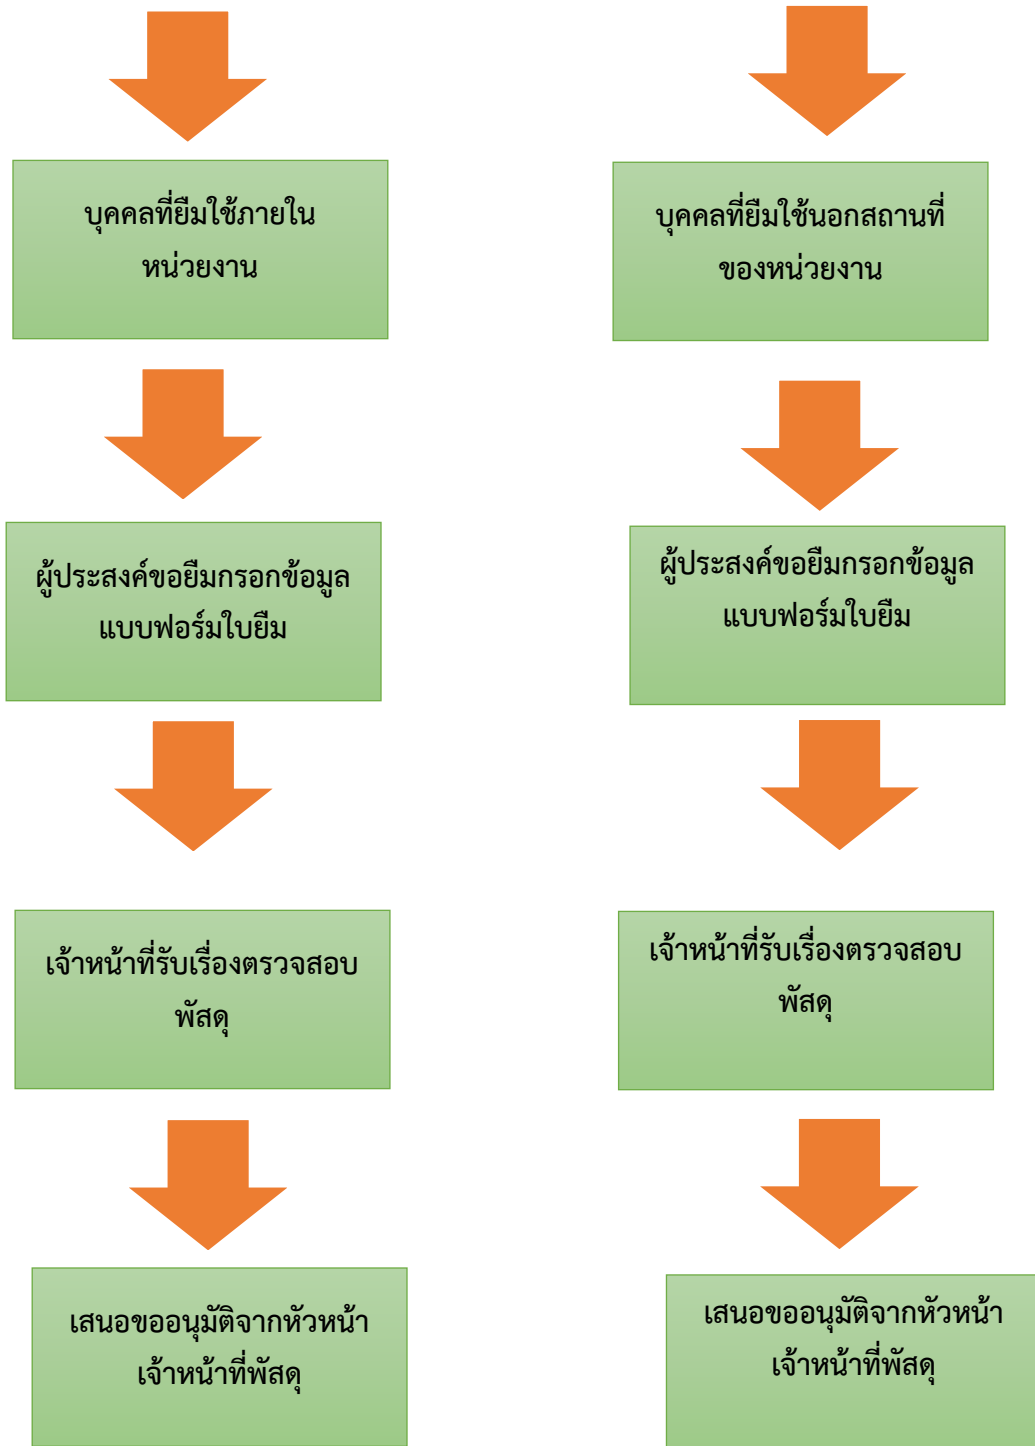 บุคคลที่ยืมใช้ภายใน
หน่วยงาน
บุคคลที่ยืมใช้นอกสถานที่
ของหน่วยงาน
ผู้ประสงค์ขอยืมกรอกข้อมูล
แบบฟอร์มใบยืม
ผู้ประสงค์ขอยืมกรอกข้อมูล
แบบฟอร์มใบยืม
เจ้าหน้าที่รับเรื่องตรวจสอบ
พัสดุ
เจ้าหน้าที่รับเรื่องตรวจสอบ
พัสดุ
เสนอขออนุมัติจากหัวหน้า
เจ้าหน้าที่พัสดุ
เสนอขออนุมัติจากหัวหน้า
เจ้าหน้าที่พัสดุ